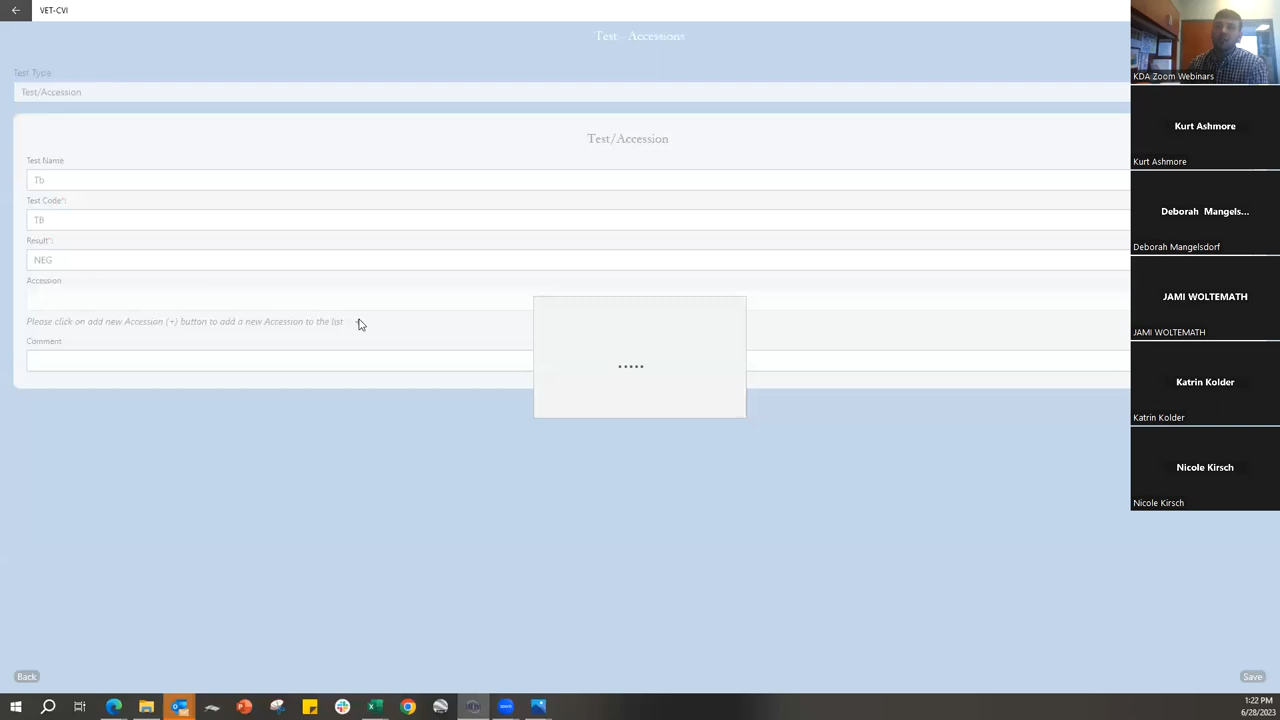 VET-CVI
Test - Accessions
Test Type
Test/Accession
Test/Accession
Test Name
Tb
Test Code*:
TB
Result*:
NEG
Accession
Please click on add new Accession (+) button to add a new Accession to the list
Comment
Back
Save
KDA Zoom Webinars
Kurt Ashmore
Kurt Ashmore
Deborah Mangels...
Deborah Mangelsdorf
JAMI WOLTEMATH
JAMI WOLTEMATH
Katrin Kolder
Katrin Kolder
Nicole Kirsch
Nicole Kirsch
1:22 PM
6/28/2023